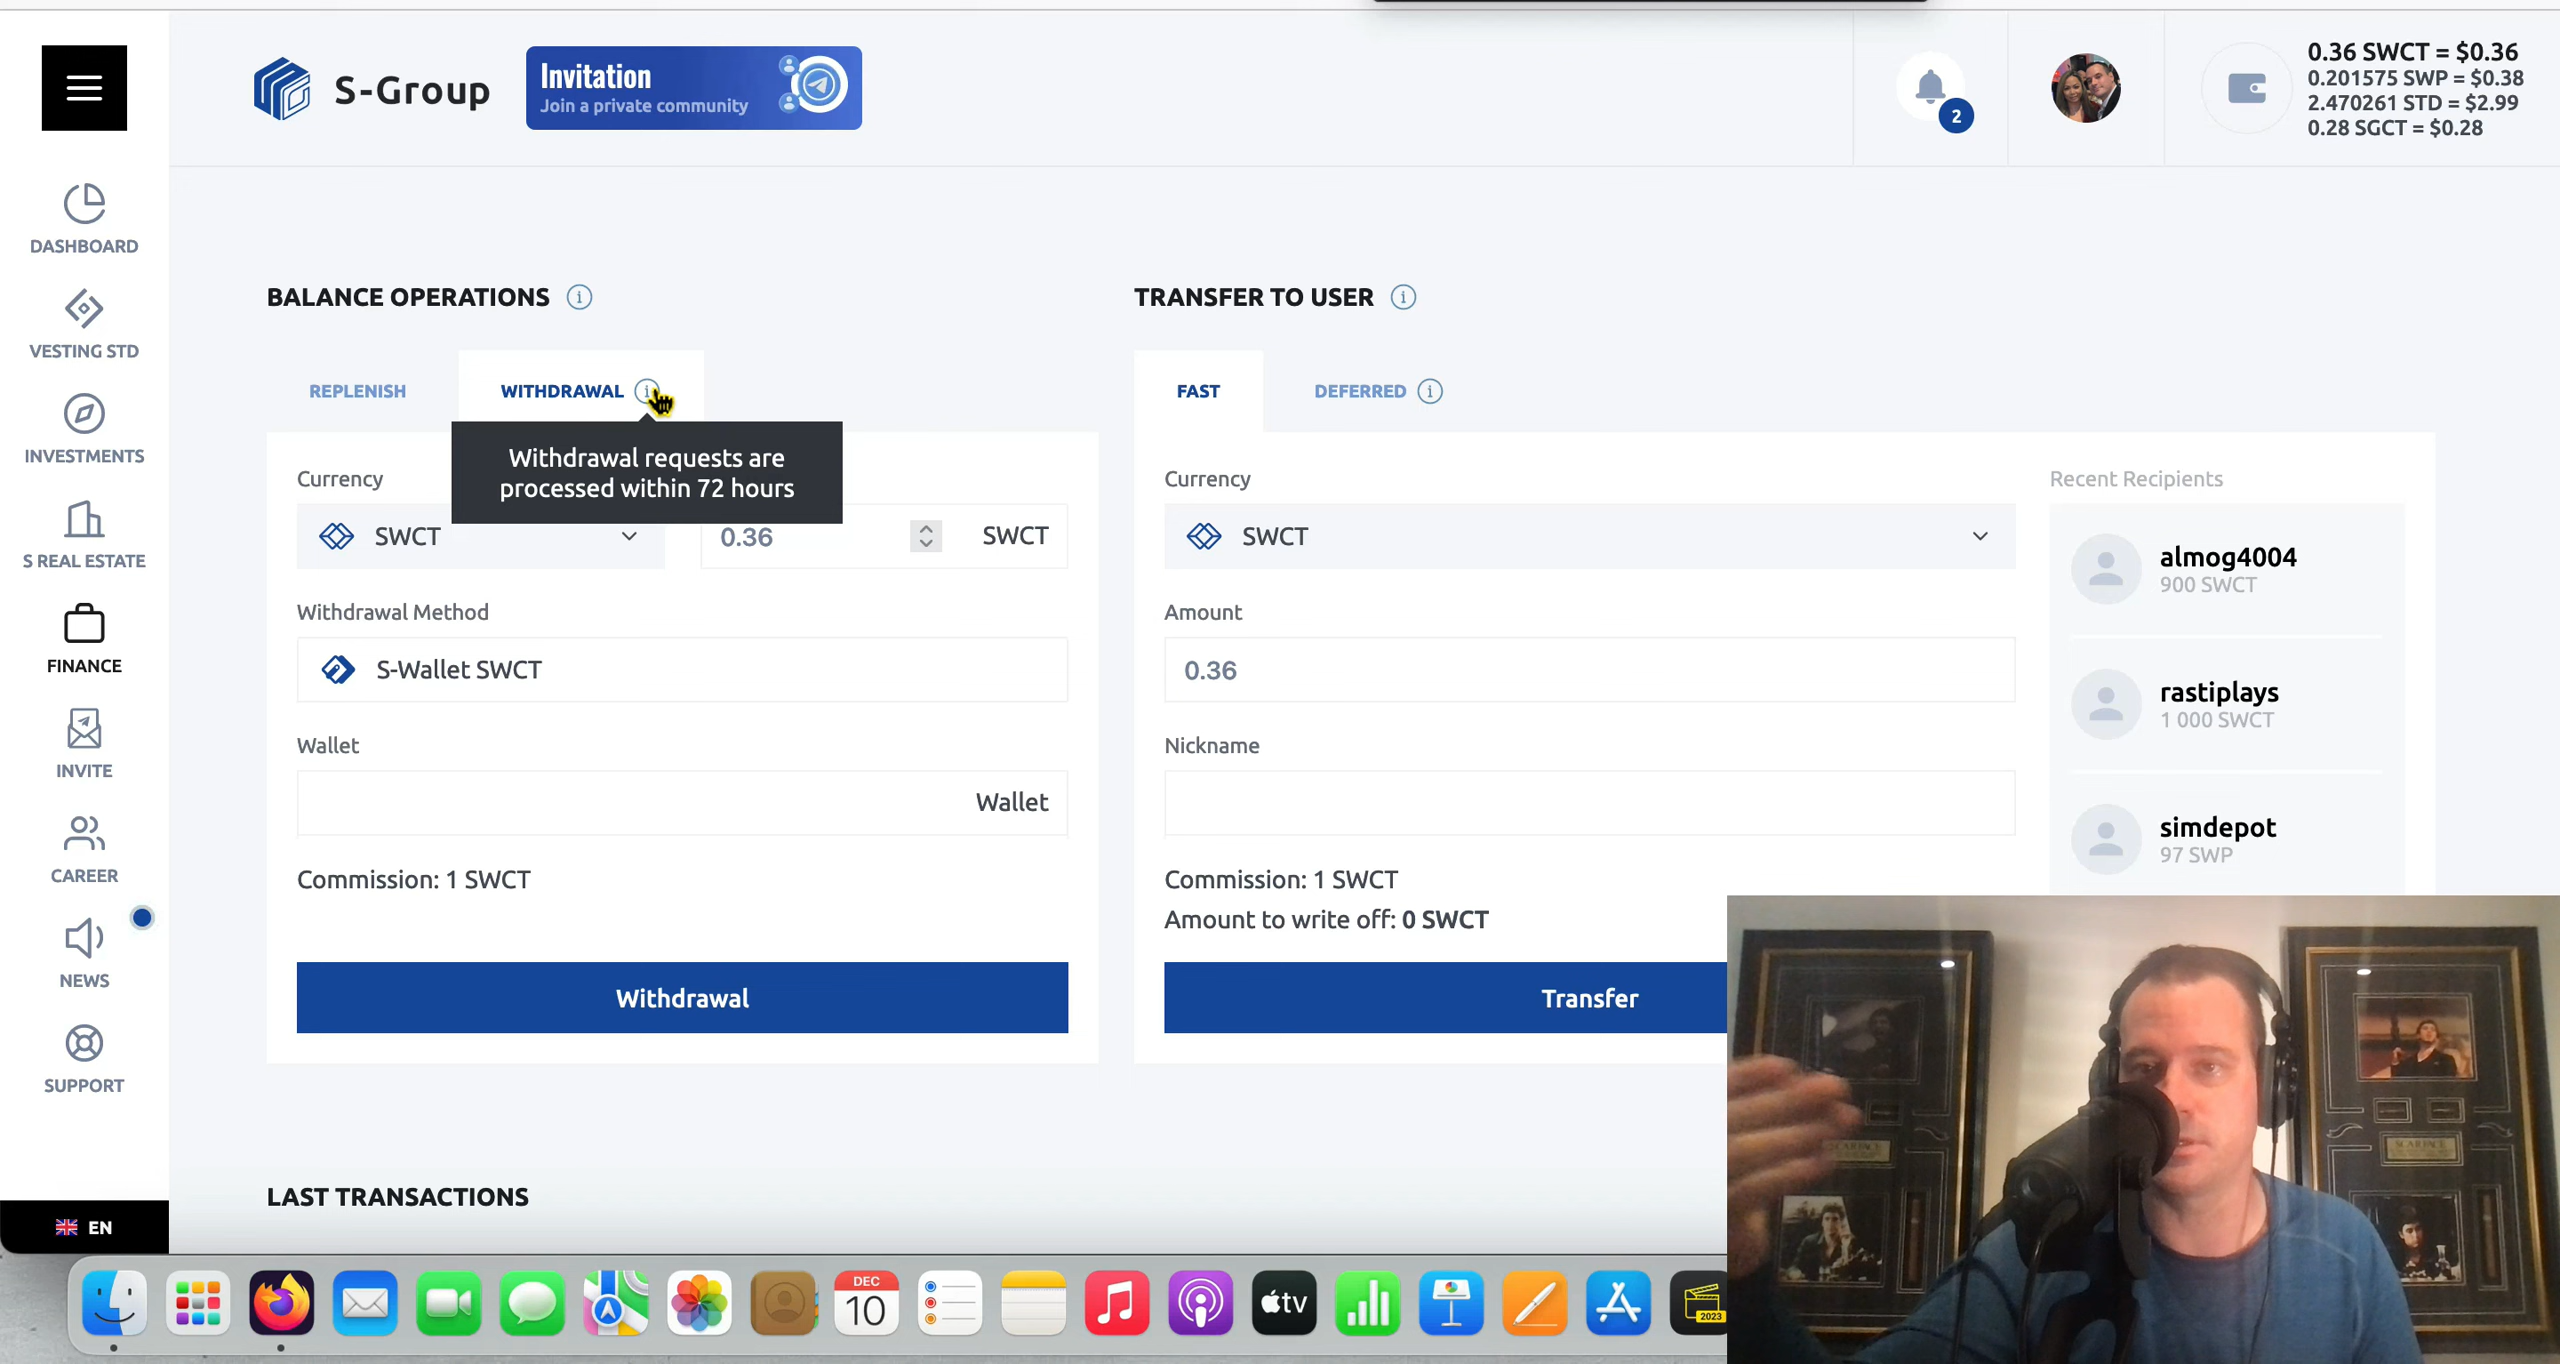 S-Group
Invitation
Join a private community
2
0.36 SWCT = $0.36
0.201575 SWP = $0.38
2.470261 STD = $2.99
0.28 SGCT = $0.28
DASHBOARD
VESTING STD
INVESTMENTS
S REAL ESTATE
FINANCE
INVITE
CAREER
NEWS
SUPPORT
EN
BALANCE OPERATIONS
REPLENISH
WITHDRAWAL
Withdrawal requests are
processed within 72 hours
Currency
SWCT
0.36
SWCT
Withdrawal Method
S-Wallet SWCT
Wallet
Wallet
Commission: 1 SWCT
Withdrawal
TRANSFER TO USER
FAST
DEFERRED
Currency
SWCT
Amount
0.36
Nickname
Commission: 1 SWCT
Amount to write off: 0 SWCT
Transfer
Recent Recipients
almog4004
900 SWCT
rastiplays
1 000 SWCT
simdepot
97 SWP
LAST TRANSACTIONS
DEC
10
tv
2023
SCARFACE
SCARFACE